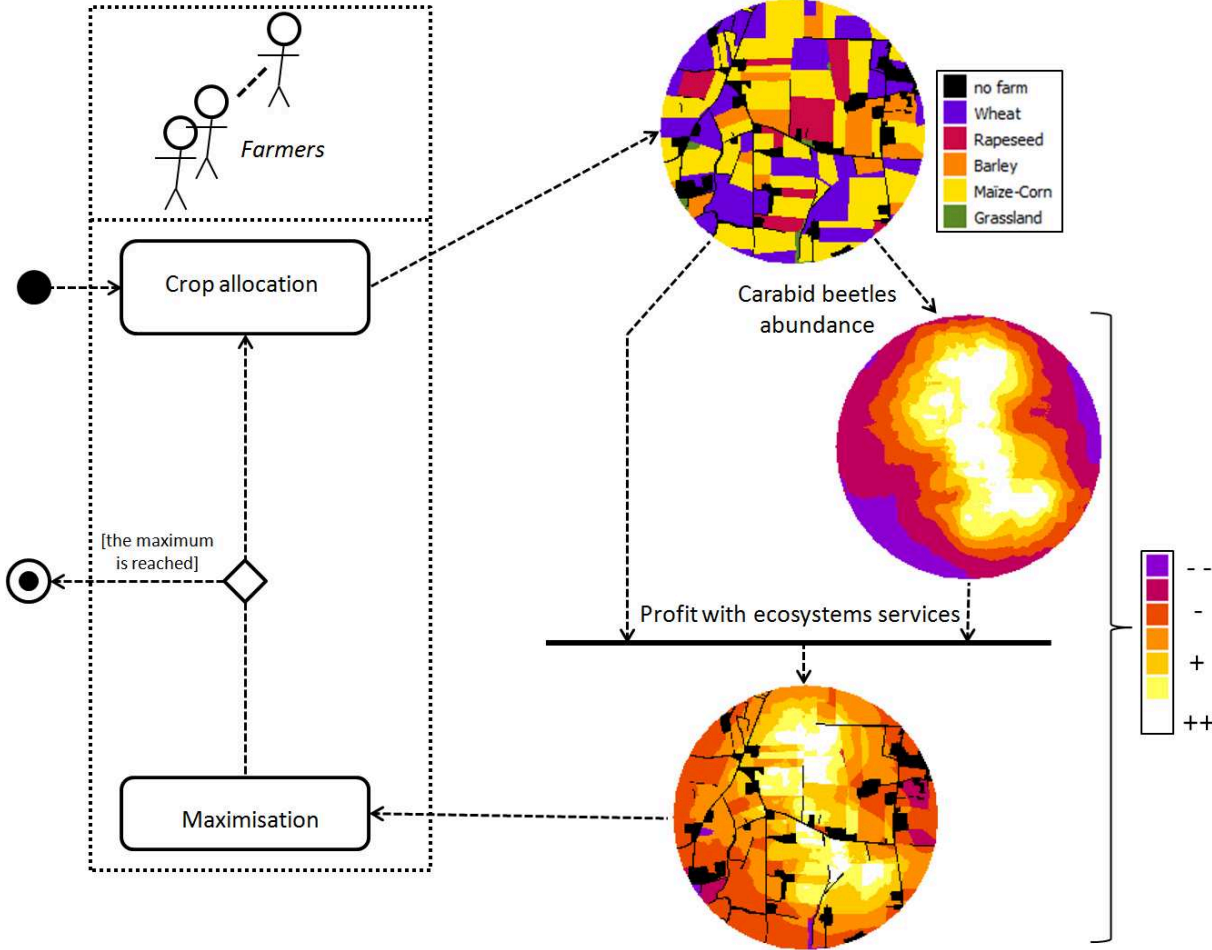 Farmers
Crop allocation
[the maximum
is reached]
Maximisation
no farm
Wheat
Rapeseed
Barley
Maïze-Corn
Grassland
Carabid beetles
abundance
Profit with ecosystems services
- -
-
+
++